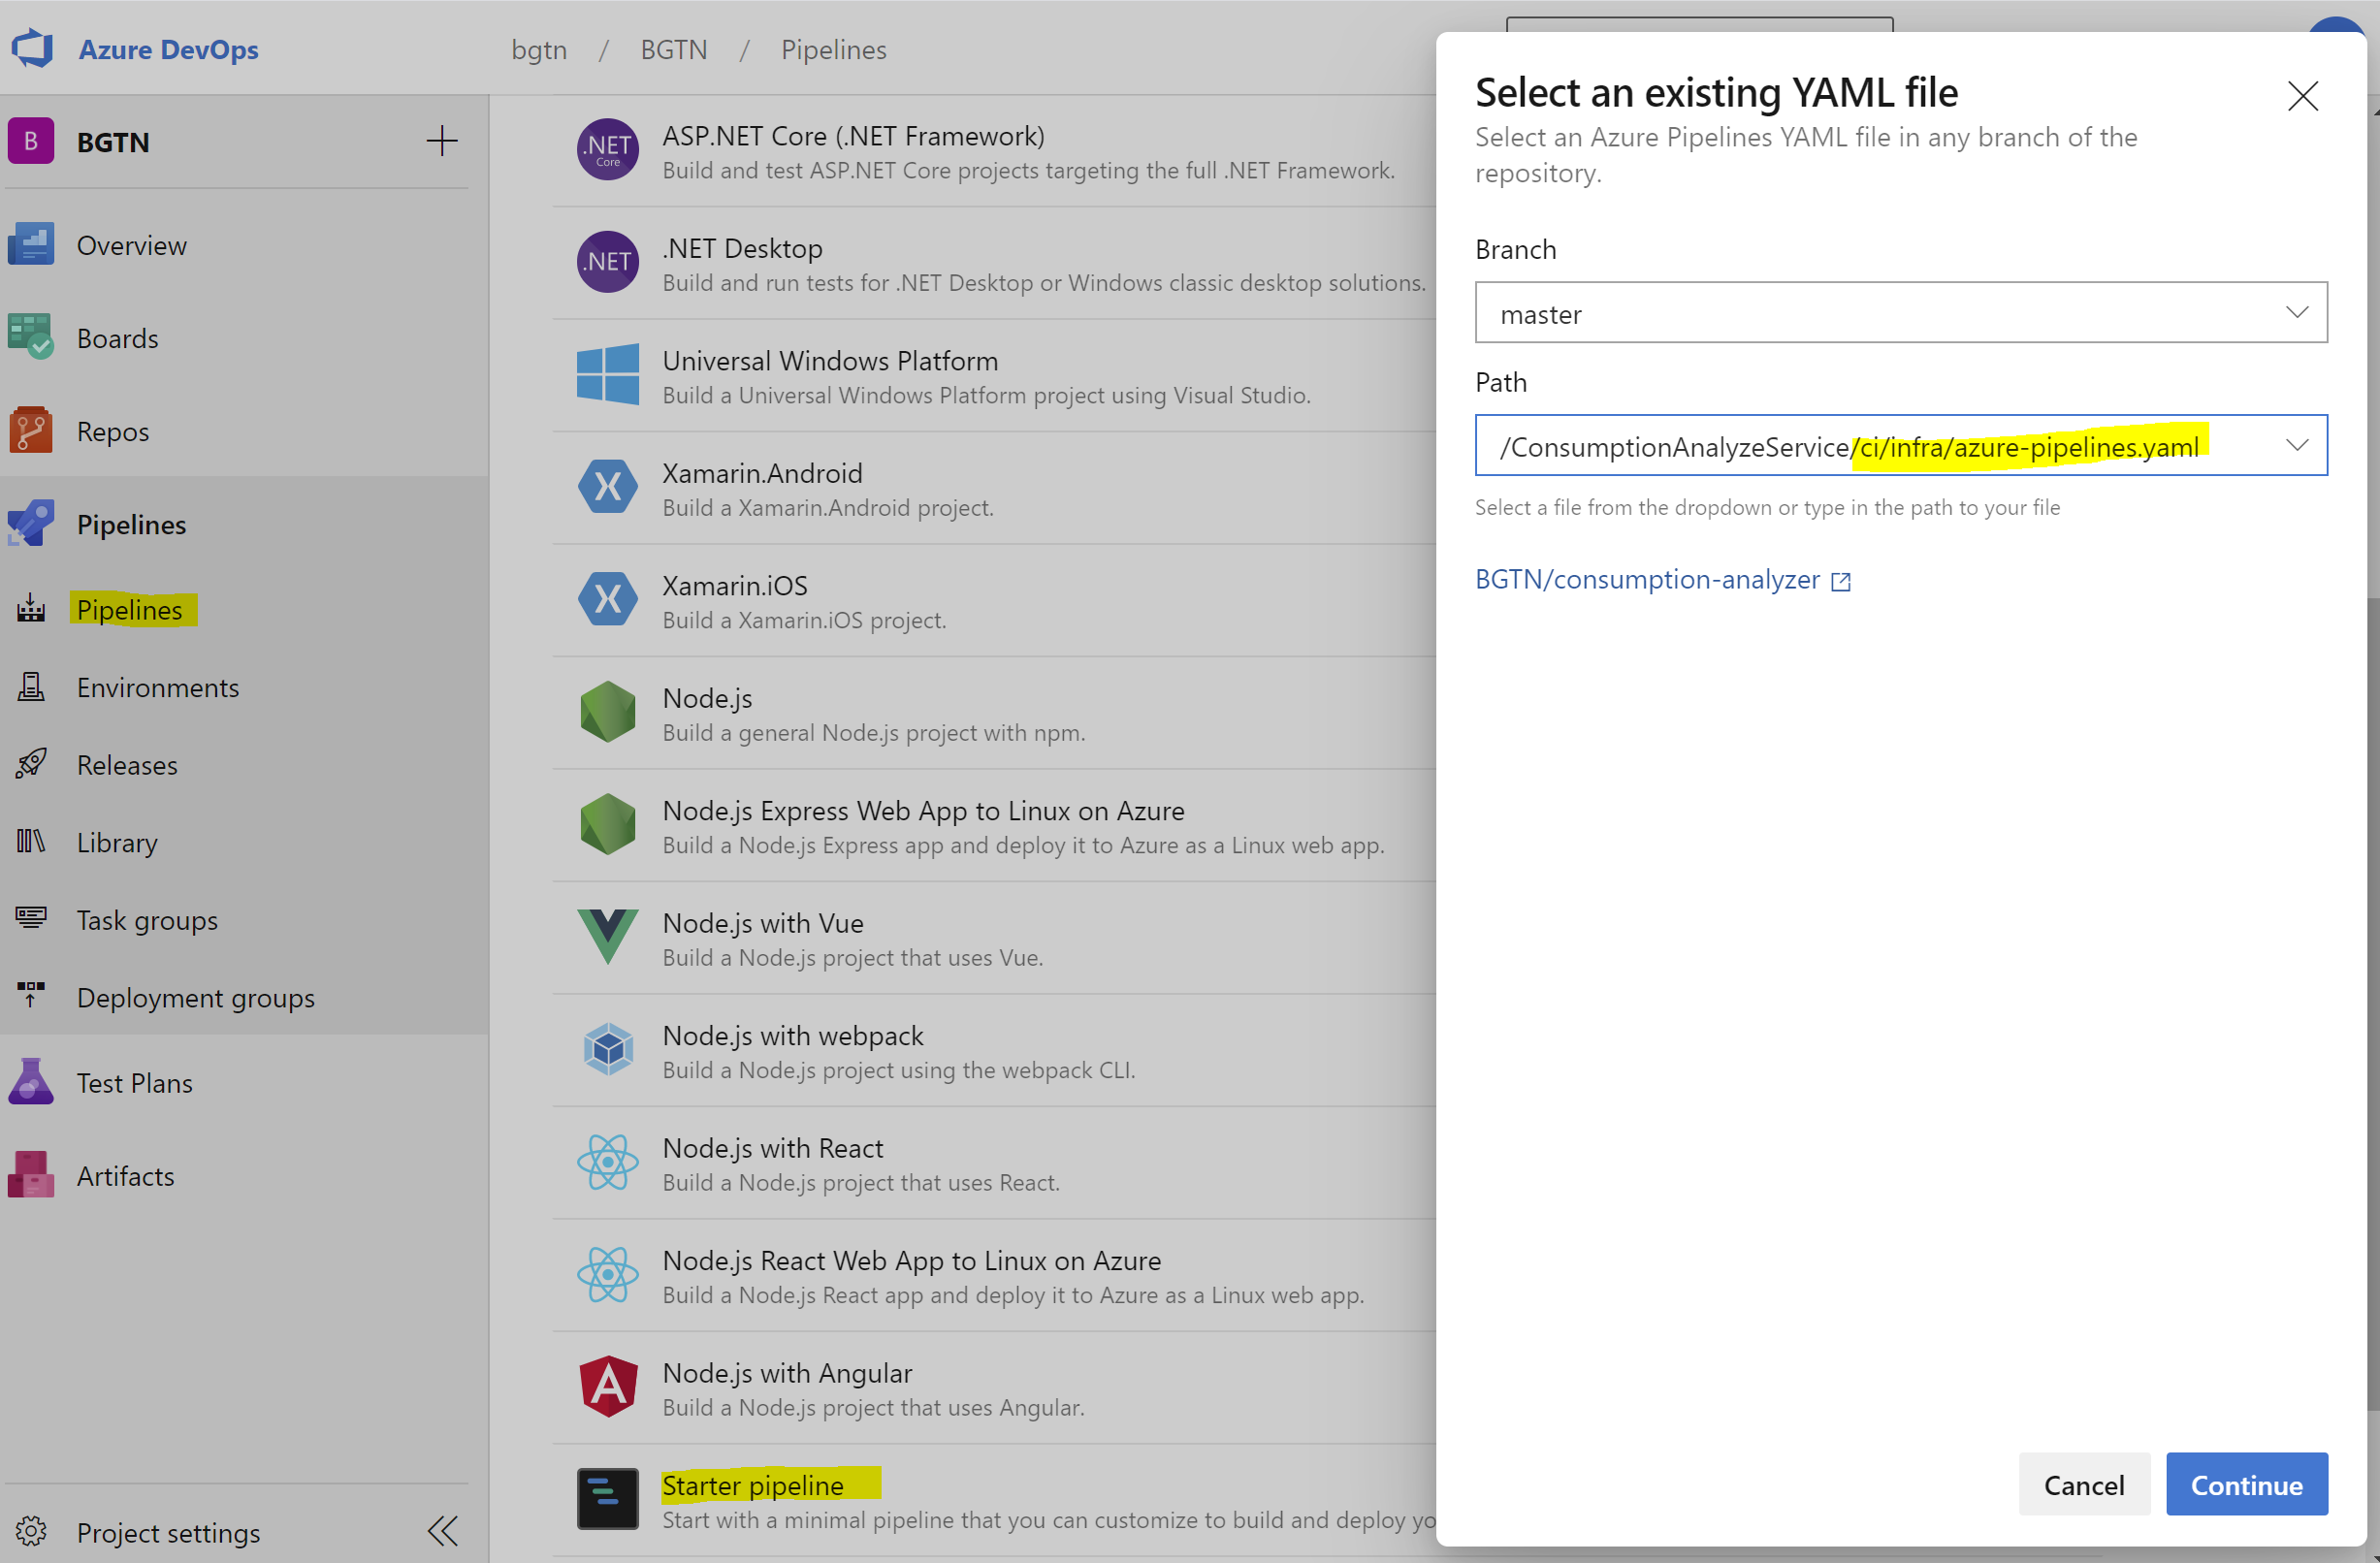 Azure DevOps
bgtn / BGTN / Pipelines
B BGTN
Overview
Boards
Repos
Pipelines
Pipelines
Environments
Releases
Library
Task groups
Deployment groups
Test Plans
Artifacts
Project settings
.NET Core
ASP.NET Core (.NET Framework)
Build and test ASP.NET Core projects targeting the full .NET Framework.
.NET
.NET Desktop
Build and run tests for .NET Desktop or Windows classic desktop solutions.
Universal Windows Platform
Build a Universal Windows Platform project using Visual Studio.
Xamarin.Android
Build a Xamarin.Android project.
Xamarin.iOS
Build a Xamarin.iOS project.
Node.js
Build a general Node.js project with npm.
Node.js Express Web App to Linux on Azure
Build a Node.js Express app and deploy it to Azure as a Linux web app.
Node.js with Vue
Build a Node.js project that uses Vue.
Node.js with webpack
Build a Node.js project using the webpack CLI.
Node.js with React
Build a Node.js project that uses React.
Node.js React Web App to Linux on Azure
Build a Node.js React app and deploy it to Azure as a Linux web app.
Node.js with Angular
Build a Node.js project that uses Angular.
Starter pipeline
Start with a minimal pipeline that you can customize to build and deploy yo
Select an existing YAML file
Select an Azure Pipelines YAML file in any branch of the
repository.
Branch
master
Path
/ConsumptionAnalyzeService/ci/infra/azure-pipelines.yaml
Select a file from the dropdown or type in the path to your file
BGTN/consumption-analyzer
Cancel
Continue